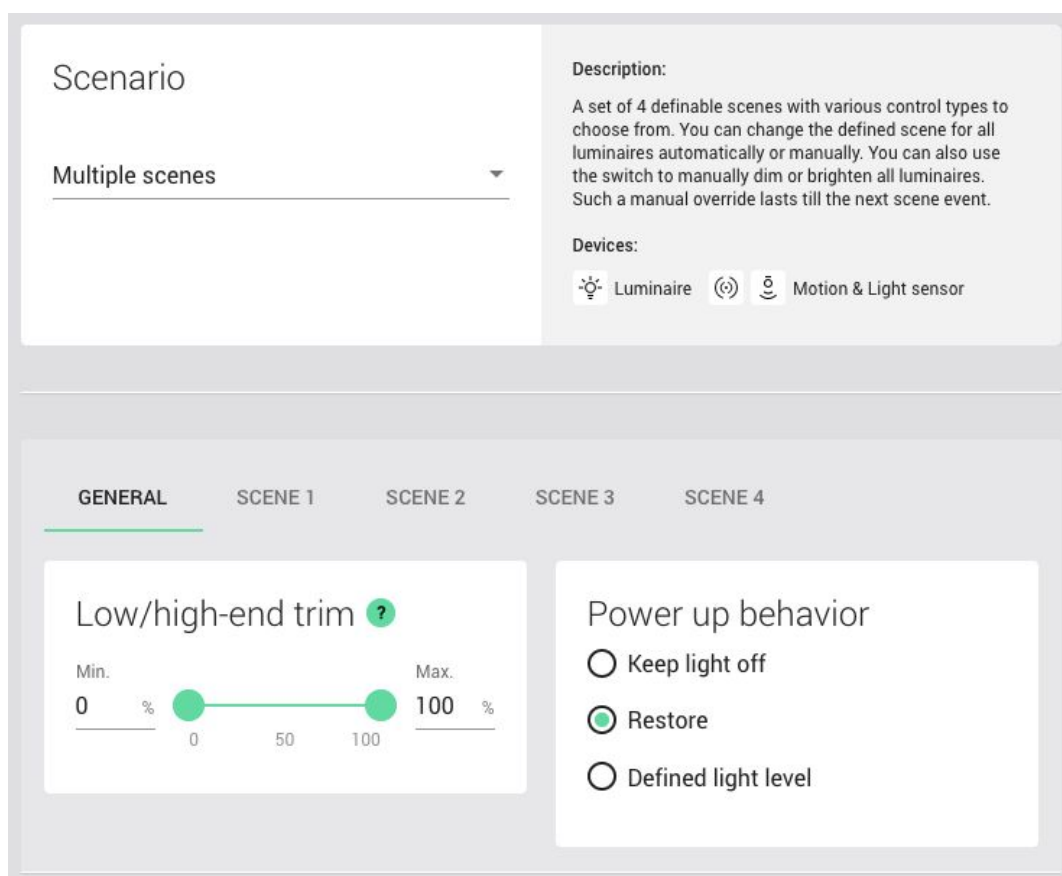 Scenario
Multiple scenes
Description:
A set of 4 definable scenes with various control types to
choose from. You can change the defined scene for all
luminaires automatically or manually. You can also use
the switch to manually dim or brighten all luminaires.
Such a manual override lasts till the next scene event.
Devices:
Luminaire Motion & Light sensor
GENERAL SCENE 1 SCENE 2 SCENE 3 SCENE 4
Low/high-end trim ?
Min. Max.
0 % 100 %
0 50 100
Power up behavior
Keep light off
Restore
Defined light level